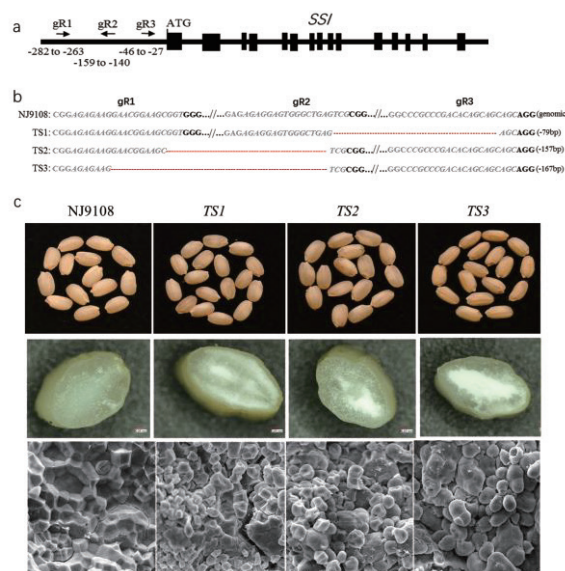 a
gR1 gR2 gR3 ATG SSI
-282 to -263 -46 to -27
-159 to -140
b
gR1 gR2 gR3
NJ9108: CGGAGAGAAGGAACGGAAGCGGTGGG...//...GAGAGAGGAGTGGGCTGAGTCGCGG...//...GGCCCGCCCGACACAGCAGCAGCAGG(genomic
TS1: CGGAGAGAAGGAACGGAAGCGGTGGG...//...GAGAGAGGAGTGGGCTGAG---AGCAGG(-79bp)
TS2: CGGAGAGAAGGAACGGAAGC---TCGCGG...//...GGCCCGCCCGACACAGCAGCAGCAGG(-157bp)
TS3: CGGAGAGAAG---TCGCGG...//...GGCCCGCCCGACACAGCAGCAGCAGG(-167bp)
c NJ9108 TS1 TS2 TS3